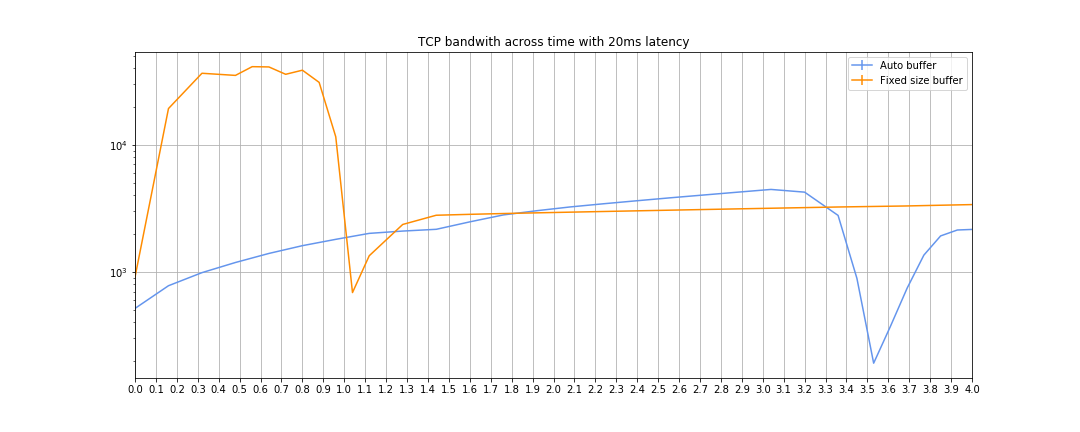 TCP bandwith across time with 20ms latency
Auto buffer
Fixed size buffer
10⁴
10³
0.0 0.1 0.2 0.3 0.4 0.5 0.6 0.7 0.8 0.9 1.0 1.1 1.2 1.3 1.4 1.5 1.6 1.7 1.8 1.9 2.0 2.1 2.2 2.3 2.4 2.5 2.6 2.7 2.8 2.9 3.0 3.1 3.2 3.3 3.4 3.5 3.6 3.7 3.8 3.9 4.0